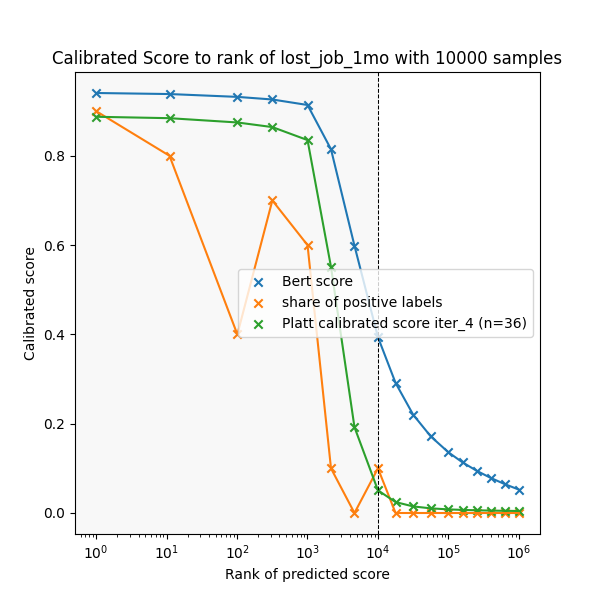 Calibrated Score to rank of lost_job_1mo with 10000 samples
Calibrated score
0.8
0.6
0.4
0.2
0.0
Bert score
share of positive labels
Platt calibrated score iter_4 (n=36)
10⁰ 10¹ 10² 10³ 10⁴ 10⁵ 10⁶
Rank of predicted score